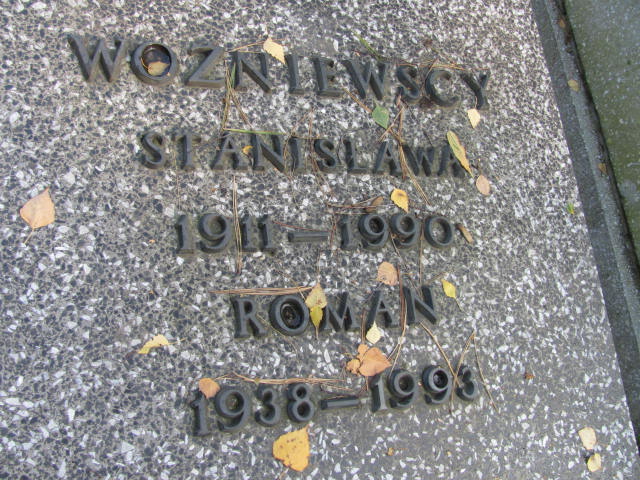 WOZNIEWSCY
STANISŁAWA
1911-1990
ROMAN
1938-1993